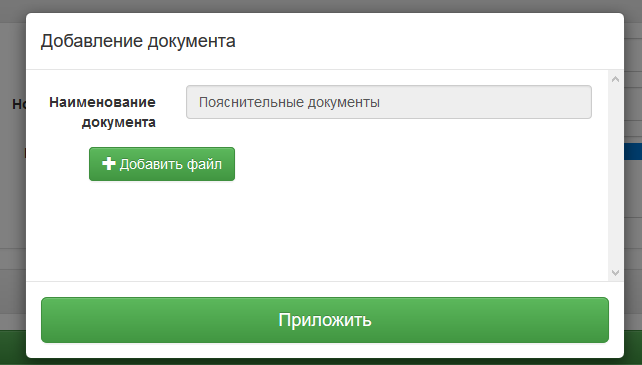 Добавление документа
Наименование
документа
Пояснительные документы
Добавить файл
Приложить